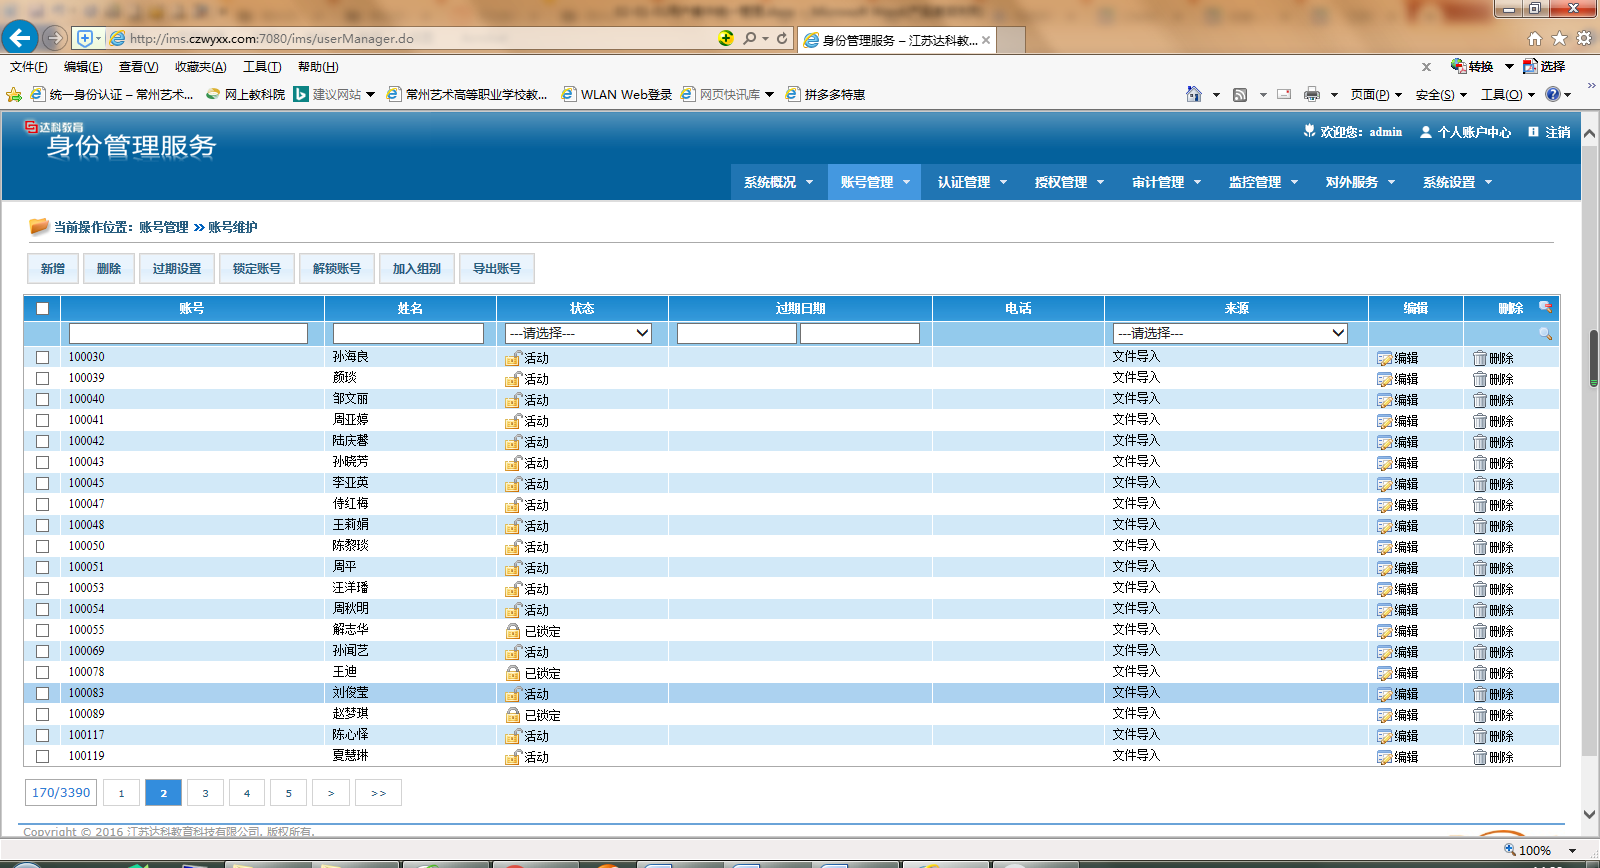 http://ims.czwyxx.com:7080/ims/userManager.do
身份管理服务 – 江苏达科教...
文件(F) 编辑(E) 查看(V) 收藏夹(A) 工具(T) 帮助(H)
x 转换 选择
统一身份认证 – 常州艺术... 网上教科院 建议网站 常州艺术高等职业学校教... WLAN Web登录 网页快讯库 拼多多特惠
页面(P) 安全(S) 工具(O) »
达科教育
身份管理服务
欢迎您：admin 个人账户中心 注销
系统概况 账号管理 认证管理 授权管理 审计管理 监控管理 对外服务 系统设置
当前操作位置：账号管理 » 账号维护
新增 删除 过期设置 锁定账号 解锁账号 加入组别 导出账号
账号 姓名 状态 过期日期 电话 来源 编辑 删除
---请选择--- ---请选择---
100030 孙海良 活动 文件导入 编辑 删除
100039 颜琰 活动 文件导入 编辑 删除
100040 邹文丽 活动 文件导入 编辑 删除
100041 周亚婷 活动 文件导入 编辑 删除
100042 陆庆馨 活动 文件导入 编辑 删除
100043 孙晓芳 活动 文件导入 编辑 删除
100045 李亚英 活动 文件导入 编辑 删除
100047 侍红梅 活动 文件导入 编辑 删除
100048 王莉娟 活动 文件导入 编辑 删除
100050 陈黎琰 活动 文件导入 编辑 删除
100051 周平 活动 文件导入 编辑 删除
100053 汪洋璠 活动 文件导入 编辑 删除
100054 周秋明 活动 文件导入 编辑 删除
100055 解志华 已锁定 文件导入 编辑 删除
100069 孙闻艺 活动 文件导入 编辑 删除
100078 王迪 已锁定 文件导入 编辑 删除
100083 刘俊莹 活动 文件导入 编辑 删除
100089 赵梦琪 已锁定 文件导入 编辑 删除
100117 陈心怿 活动 文件导入 编辑 删除
100119 夏慧琳 活动 文件导入 编辑 删除
170/3390 1 2 3 4 5 > >>
Copyright © 2016 江苏达科教育科技有限公司. 版权所有.
100%